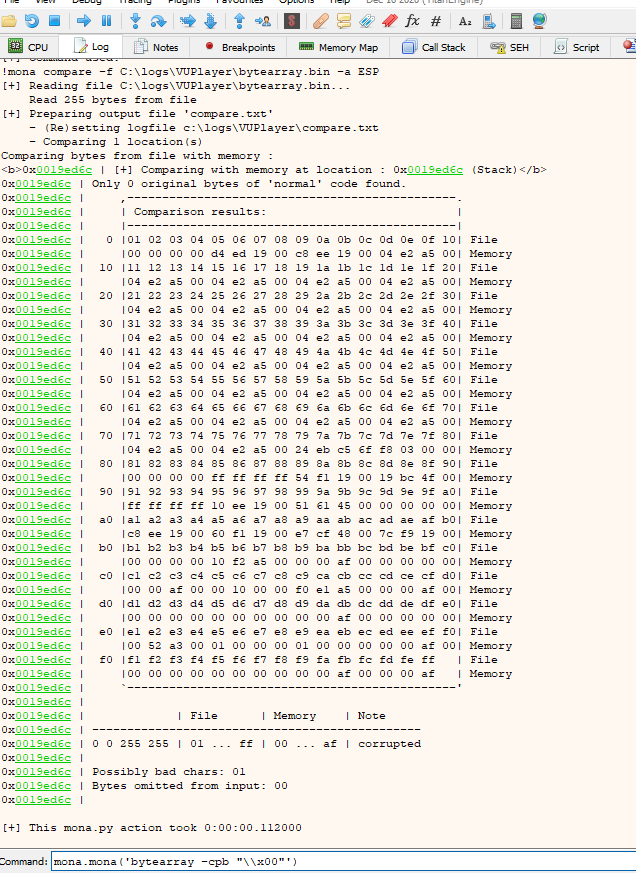 View Debug Tracing Plugins Favourites Options Help Dec 16 2020 (TitanEngine)
CPU Log Notes Breakpoints Memory Map Call Stack SEH Script
[+] Command used:
!mona compare -f C:\logs\VUPlayer\bytearray.bin -a ESP
[+] Reading file C:\logs\VUPlayer\bytearray.bin...
Read 255 bytes from file
[+] Preparing output file 'compare.txt'
- (Re)setting logfile c:\logs\VUPlayer\compare.txt
- Comparing 1 location(s)
Comparing bytes from file with memory :
<b>0x0019ed6c | [+] Comparing with memory at location : 0x0019ed6c (Stack)</b>
0x0019ed6c | Only 0 original bytes of 'normal' code found.
0x0019ed6c | ,-----------------------------------------------.
0x0019ed6c | | Comparison results: |
0x0019ed6c | |-----------------------------------------------|
0x0019ed6c | 0 |01 02 03 04 05 06 07 08 09 0a 0b 0c 0d 0e 0f 10| File
0x0019ed6c | |00 00 00 00 d4 ed 19 00 c8 ee 19 00 04 e2 a5 00| Memory
0x0019ed6c | 10 |11 12 13 14 15 16 17 18 19 1a 1b 1c 1d 1e 1f 20| File
0x0019ed6c | |04 e2 a5 00 04 e2 a5 00 04 e2 a5 00 04 e2 a5 00| Memory
0x0019ed6c | 20 |21 22 23 24 25 26 27 28 29 2a 2b 2c 2d 2e 2f 30| File
0x0019ed6c | |04 e2 a5 00 04 e2 a5 00 04 e2 a5 00 04 e2 a5 00| Memory
0x0019ed6c | 30 |31 32 33 34 35 36 37 38 39 3a 3b 3c 3d 3e 3f 40| File
0x0019ed6c | |04 e2 a5 00 04 e2 a5 00 04 e2 a5 00 04 e2 a5 00| Memory
0x0019ed6c | 40 |41 42 43 44 45 46 47 48 49 4a 4b 4c 4d 4e 4f 50| File
0x0019ed6c | |04 e2 a5 00 04 e2 a5 00 04 e2 a5 00 04 e2 a5 00| Memory
0x0019ed6c | 50 |51 52 53 54 55 56 57 58 59 5a 5b 5c 5d 5e 5f 60| File
0x0019ed6c | |04 e2 a5 00 04 e2 a5 00 04 e2 a5 00 04 e2 a5 00| Memory
0x0019ed6c | 60 |61 62 63 64 65 66 67 68 69 6a 6b 6c 6d 6e 6f 70| File
0x0019ed6c | |04 e2 a5 00 04 e2 a5 00 04 e2 a5 00 04 e2 a5 00| Memory
0x0019ed6c | 70 |71 72 73 74 75 76 77 78 79 7a 7b 7c 7d 7e 7f 80| File
0x0019ed6c | |04 e2 a5 00 04 e2 a5 00 24 eb c5 6f f8 03 00 00| Memory
0x0019ed6c | 80 |81 82 83 84 85 86 87 88 89 8a 8b 8c 8d 8e 8f 90| File
0x0019ed6c | |00 00 00 00 ff ff ff ff 54 f1 19 00 19 bc 4f 00| Memory
0x0019ed6c | 90 |91 92 93 94 95 96 97 98 99 9a 9b 9c 9d 9e 9f a0| File
0x0019ed6c | |ff ff ff ff 10 ee 19 00 51 61 45 00 00 00 00 00| Memory
0x0019ed6c | a0 |a1 a2 a3 a4 a5 a6 a7 a8 a9 aa ab ac ad ae af b0| File
0x0019ed6c | |c8 ee 19 00 60 f1 19 00 e7 cf 48 00 7c f9 19 00| Memory
0x0019ed6c | b0 |b1 b2 b3 b4 b5 b6 b7 b8 b9 ba bb bc bd be bf c0| File
0x0019ed6c | |00 00 00 00 10 f2 a5 00 00 00 af 00 00 00 00 00| Memory
0x0019ed6c | c0 |c1 c2 c3 c4 c5 c6 c7 c8 c9 ca cb cc cd ce cf d0| File
0x0019ed6c | |00 00 af 00 00 10 00 00 f0 e1 a5 00 00 00 af 00| Memory
0x0019ed6c | d0 |d1 d2 d3 d4 d5 d6 d7 d8 d9 da db dc dd de df e0| File
0x0019ed6c | |00 00 00 00 00 00 00 00 00 00 af 00 00 00 00 00| Memory
0x0019ed6c | e0 |e1 e2 e3 e4 e5 e6 e7 e8 e9 ea eb ec ed ee ef f0| File
0x0019ed6c | |00 52 a3 00 01 00 00 00 01 00 00 00 00 00 af 00| Memory
0x0019ed6c | f0 |f1 f2 f3 f4 f5 f6 f7 f8 f9 fa fb fc fd fe ff | File
0x0019ed6c | |00 00 00 00 00 00 00 00 00 00 af 00 00 00 af | Memory
0x0019ed6c | `-----------------------------------------------'
0x0019ed6c |
0x0019ed6c | | File | Memory | Note
0x0019ed6c | -----------------------------------------------
0x0019ed6c | 0 0 255 255 | 01 ... ff | 00 ... af | corrupted
0x0019ed6c |
0x0019ed6c | Possibly bad chars: 01
0x0019ed6c | Bytes omitted from input: 00
0x0019ed6c |
[+] This mona.py action took 0:00:00.112000
Command: mona.mona('bytearray -cpb "\\x00"')